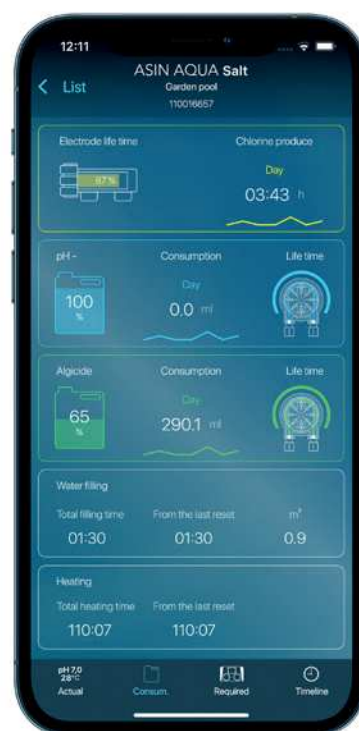 12:11
ASIN AQUA Salt
List
Garden pool
110016657
Electrode life time
Chlorine produce
67 %
Day
03:43 h
pH -
Consumption
Life time
100
%
Day
0.0 ml
Algicide
Consumption
Life time
65
%
Day
290.1 ml
Water filling
Total filling time
From the last reset
m³
01:30
01:30
0.9
Heating
Total heating time
From the last reset
110:07
110:07
pH 7,0
28°C
Actual
Consum.
Required
Timeline